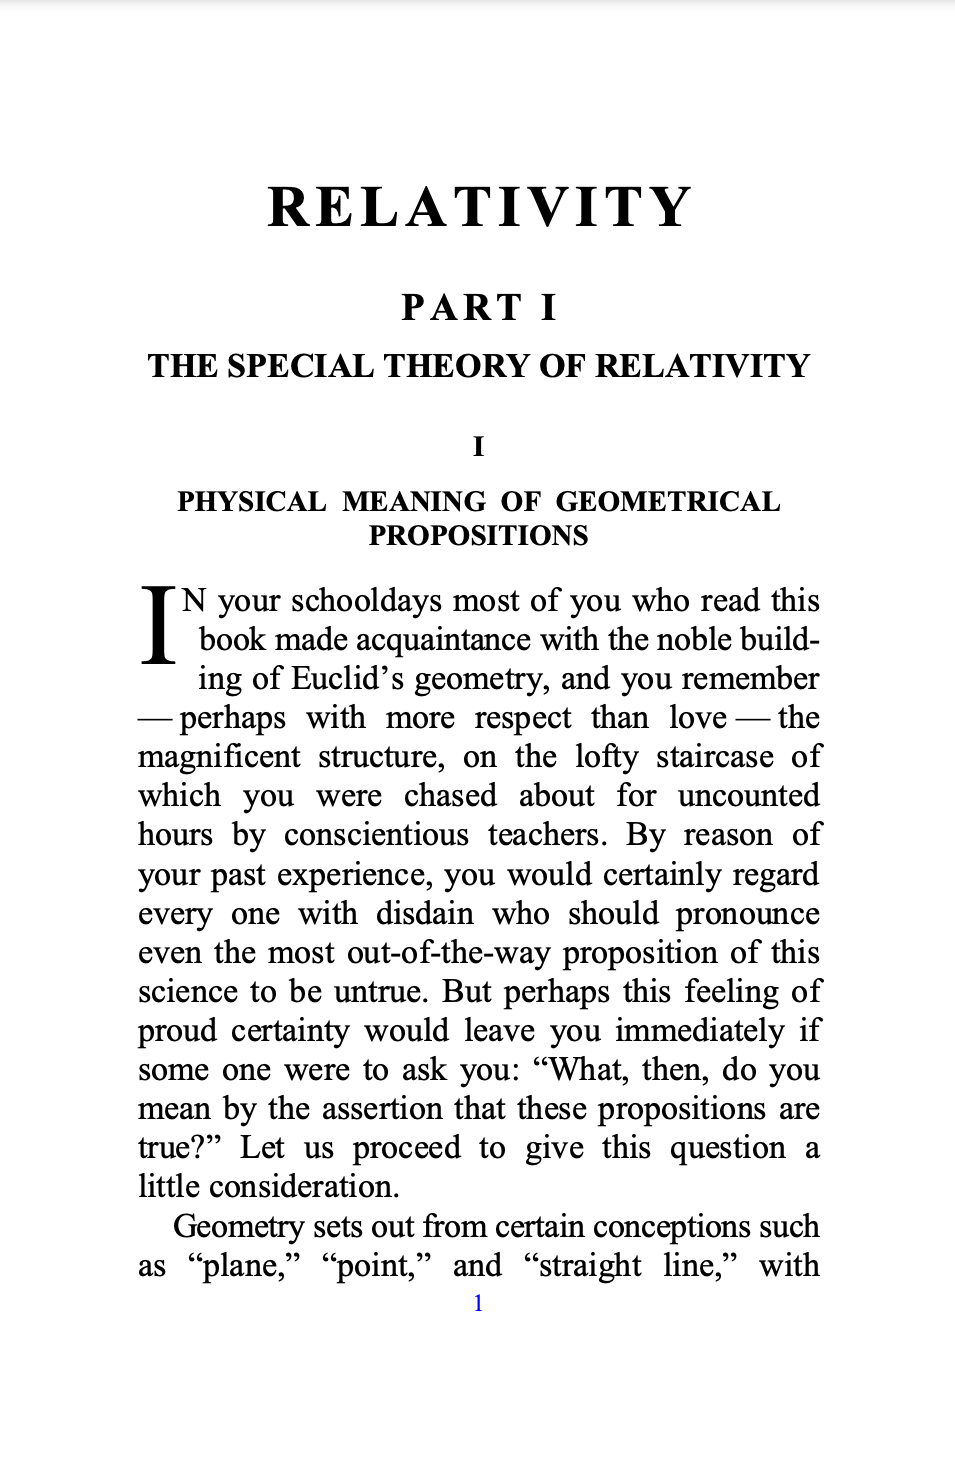 RELATIVITY
PART I
THE SPECIAL THEORY OF RELATIVITY
I
PHYSICAL MEANING OF GEOMETRICAL
PROPOSITIONS
IN your schooldays most of you who read this
book made acquaintance with the noble build-
ing of Euclid’s geometry, and you remember
— perhaps with more respect than love — the
magnificent structure, on the lofty staircase of
which you were chased about for uncounted
hours by conscientious teachers. By reason of
your past experience, you would certainly regard
every one with disdain who should pronounce
even the most out-of-the-way proposition of this
science to be untrue. But perhaps this feeling of
proud certainty would leave you immediately if
some one were to ask you: “What, then, do you
mean by the assertion that these propositions are
true?” Let us proceed to give this question a
little consideration.
Geometry sets out from certain conceptions such
as “plane,” “point,” and “straight line,” with
1